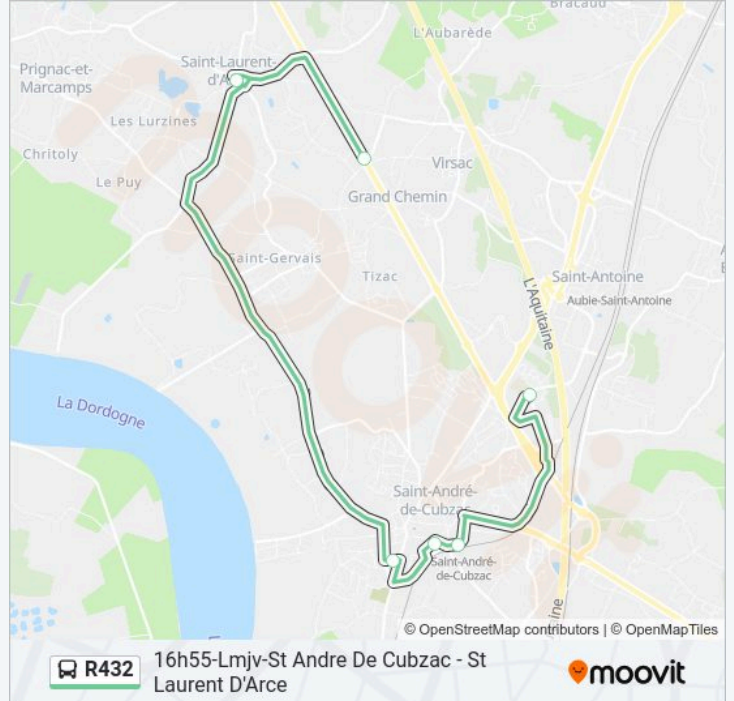 Bracaud
L'Aubarède
Saint-Laurent-
d'A
Prignac-et-
Marcamps
Les Lurzines
Chritoly
Virsac
Le Puy
Grand Chemin
Saint-Gervais
Tizac
Saint-Antoine
L'Aquitaine
Aubie-Saint-Antoine
La Dordogne
Saint-André-
de-Cubzac
Saint-André-
de-Cubzac
ine
© OpenStreetMap contributors | © OpenMapTiles
R432
16h55-Lmjv-St Andre De Cubzac - St
Laurent D'Arce
moovit